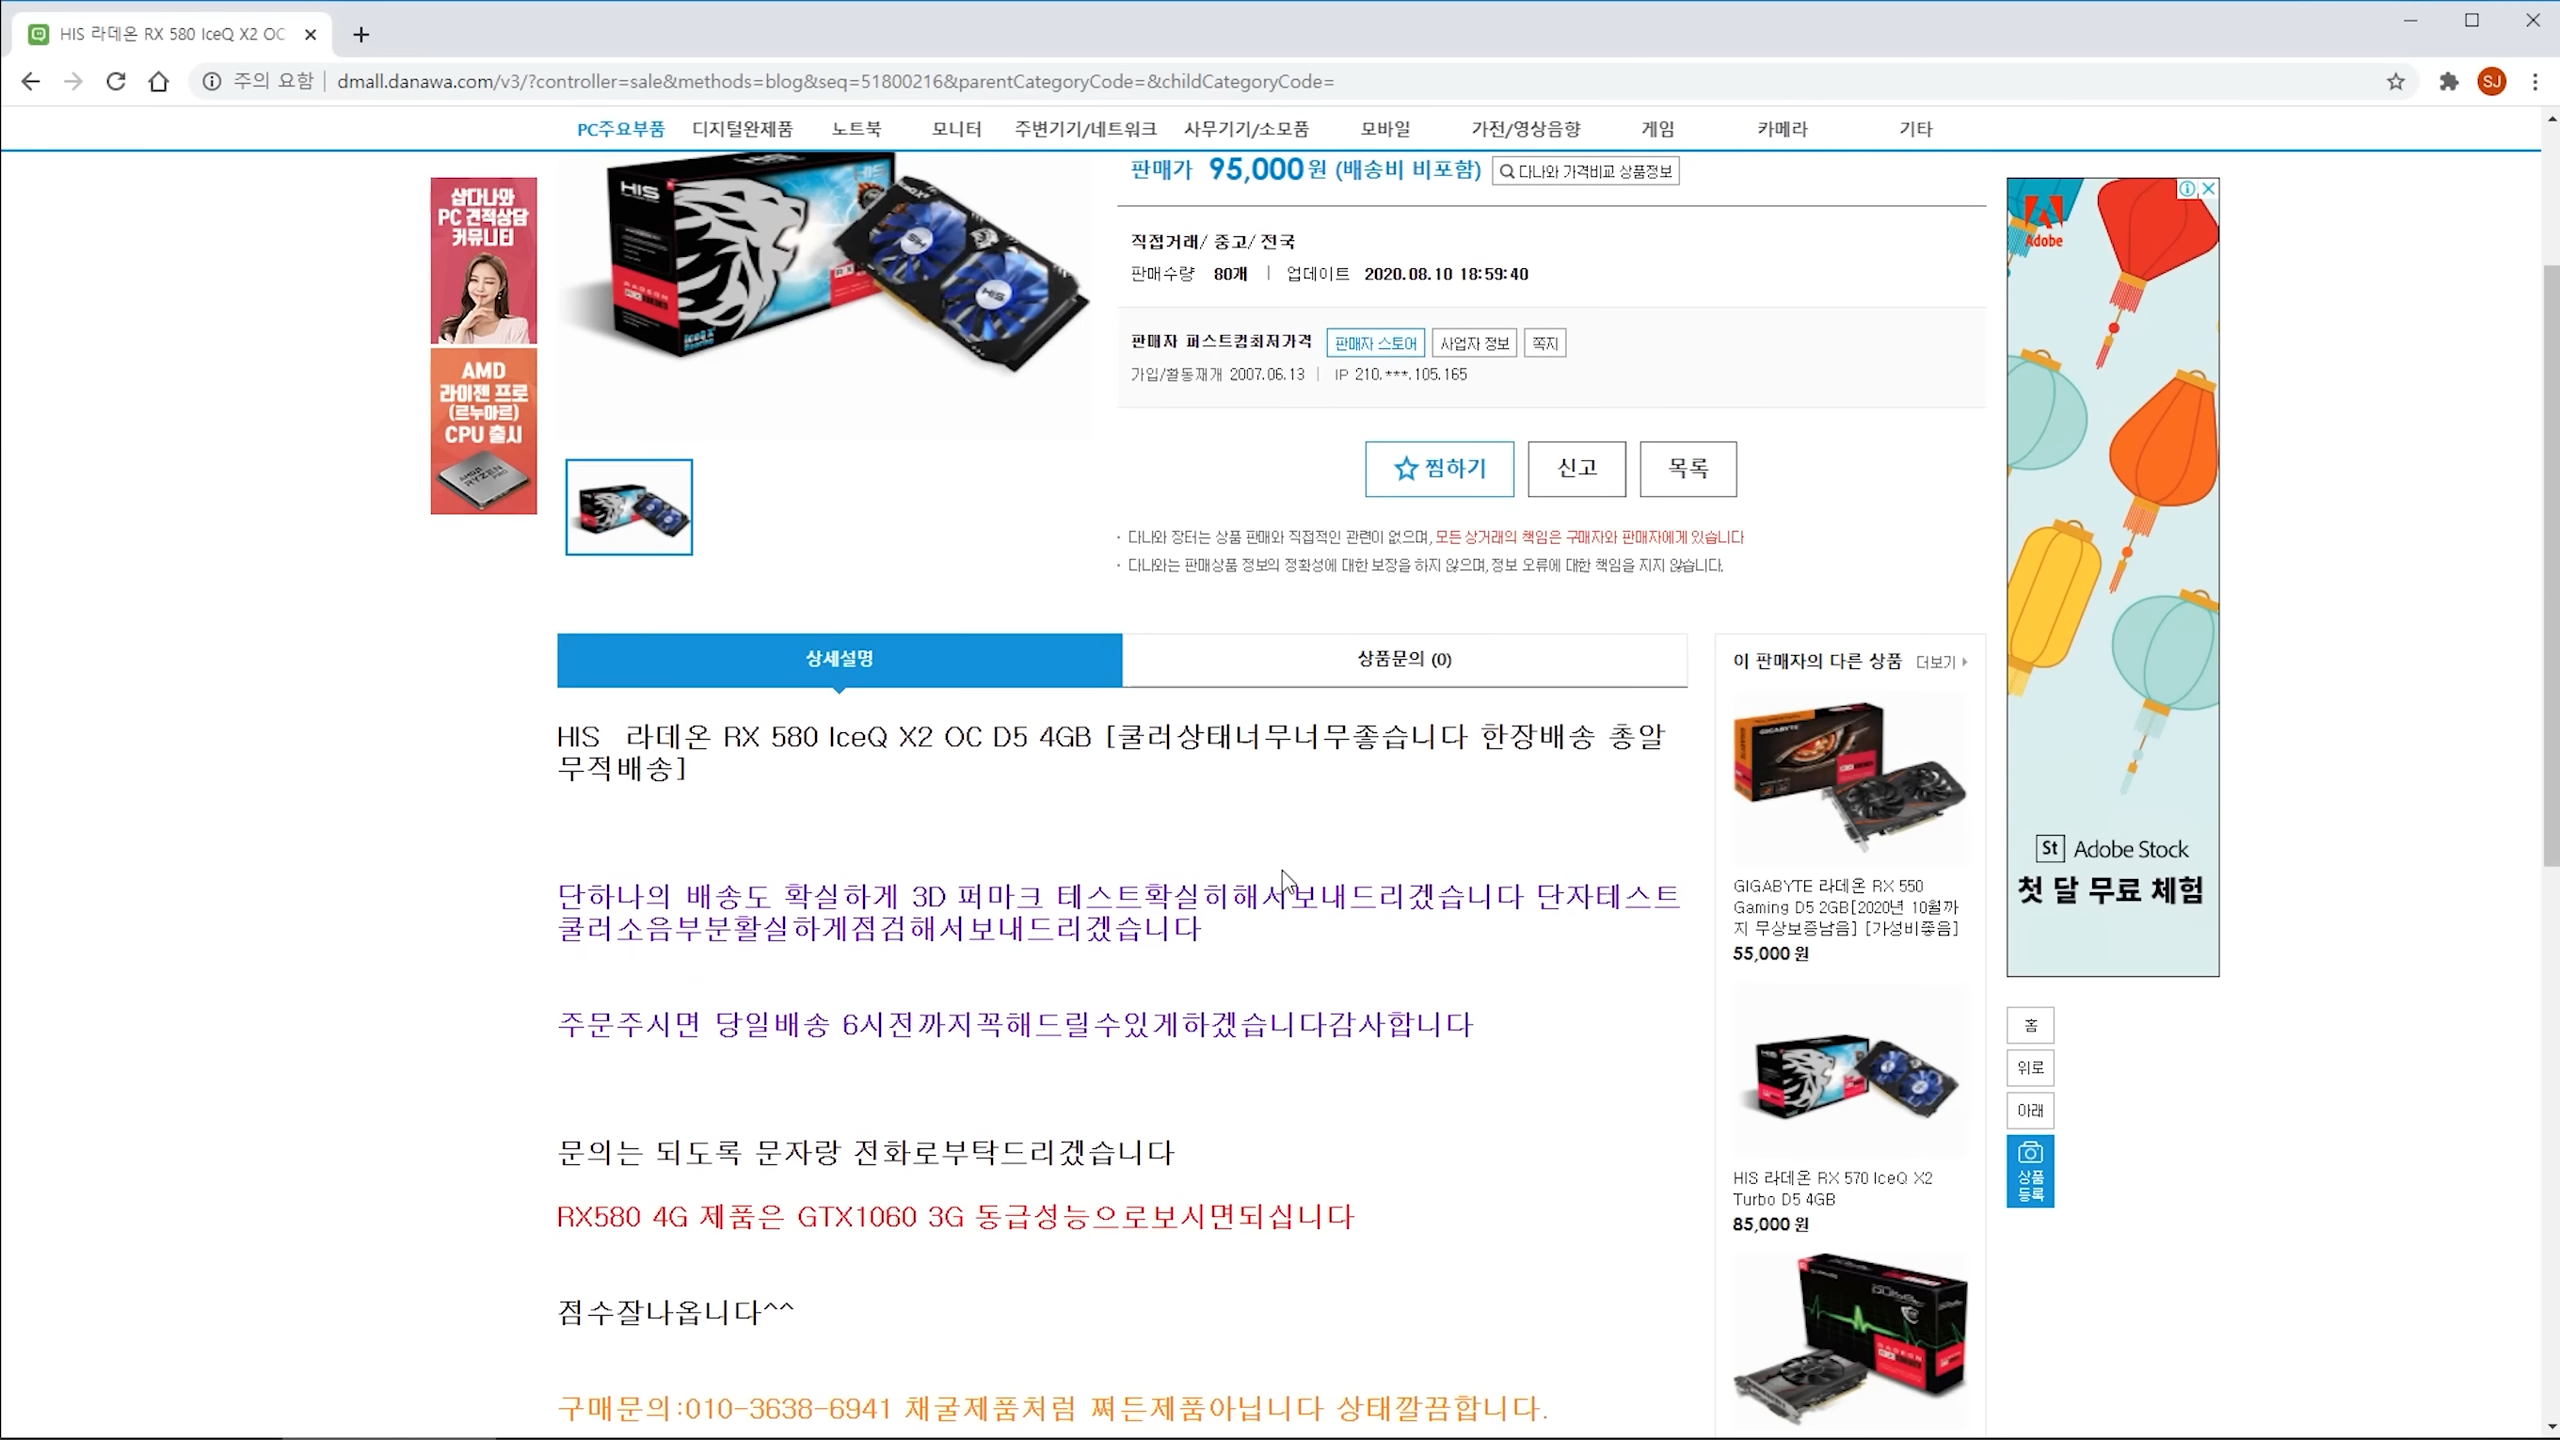 HIS 라데온 RX 580 IceQ X2 OC
주의 요함
dmall.danawa.com/v3/?controller=sale&methods=blog&seq=51800216&parentCategoryCode=&childCategoryCode=
SJ
PC주요부품 디지털완제품 노트북 모니터 주변기기/네트워크 사무기기/소모품 모바일 가전/영상음향 게임 카메라 기타
샵다나와
PC 견적상담
커뮤니티
AMD
라이젠 프로
(르누아르)
CPU 출시
AMD
RYZEN
HIS
RADEON
HIS
HIS
판매가 95,000원 (배송비 비포함) 다나와 가격비교 상품정보
직접거래/ 중고/ 전국
판매수량 80개 | 업데이트 2020.08.10 18:59:40
판매자 퍼스트컴최저가격 판매자 스토어 사업자 정보 쪽지
가입/활동재개 2007.06.13 | IP 210.***.105.165
찜하기 신고 목록
· 다나와 장터는 상품 판매와 직접적인 관련이 없으며, 모든 상거래의 책임은 구매자와 판매자에게 있습니다
· 다나와는 판매상품 정보의 정확성에 대한 보장을 하지 않으며, 정보 오류에 대한 책임을 지지 않습니다.
상세설명 상품문의 (0)
HIS 라데온 RX 580 IceQ X2 OC D5 4GB [쿨러상태너무너무좋습니다 한장배송 총알
무적배송]
단하나의 배송도 확실하게 3D 퍼마크 테스트확실히해서보내드리겠습니다 단자테스트
쿨러소음부분활실하게점검해서보내드리겠습니다
주문주시면 당일배송 6시전까지꼭해드릴수있게하겠습니다감사합니다
문의는 되도록 문자랑 전화로부탁드리겠습니다
RX580 4G 제품은 GTX1060 3G 동급성능으로보시면되십니다
점수잘나옵니다^^
구매문의:010-3638-6941 채굴제품처럼 쩌든제품아닙니다 상태깔끔합니다.
이 판매자의 다른 상품 더보기
GIGABYTE
GIGABYTE 라데온 RX 550
Gaming D5 2GB[2020년 10월까
지 무상보증남음] [가성비좋음]
55,000 원
HIS 라데온 RX 570 IceQ X2
Turbo D5 4GB
85,000 원
Adobe
St Adobe Stock
첫 달 무료 체험
홈
위로
아래
상품
등록